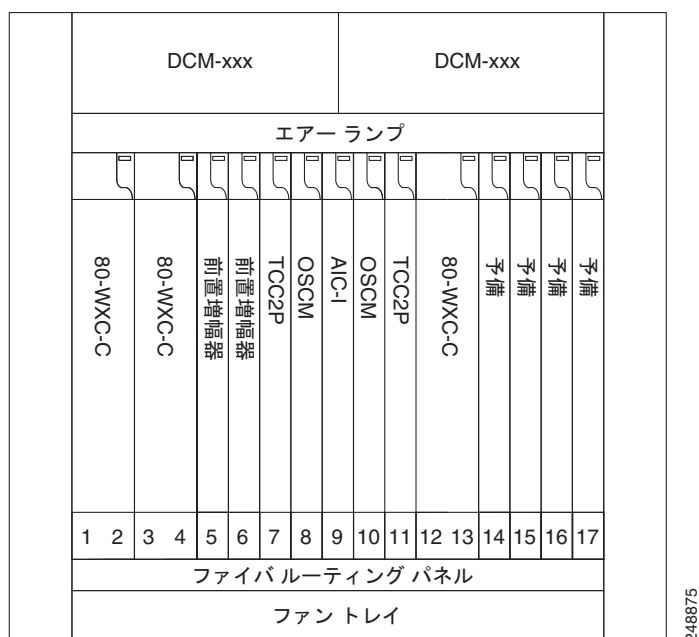 DCM-xxx
DCM-xxx
エアー ランプ
80-WXC-C
80-WXC-C
前置増幅器
前置増幅器
TCC2P
OSCM
AIC-I
OSCM
TCC2P
80-WXC-C
予備
予備
予備
予備
1 2 3 4 5 6 7 8 9 10 11 12 13 14 15 16 17
ファイバ ルーティング パネル
ファン トレイ
248875